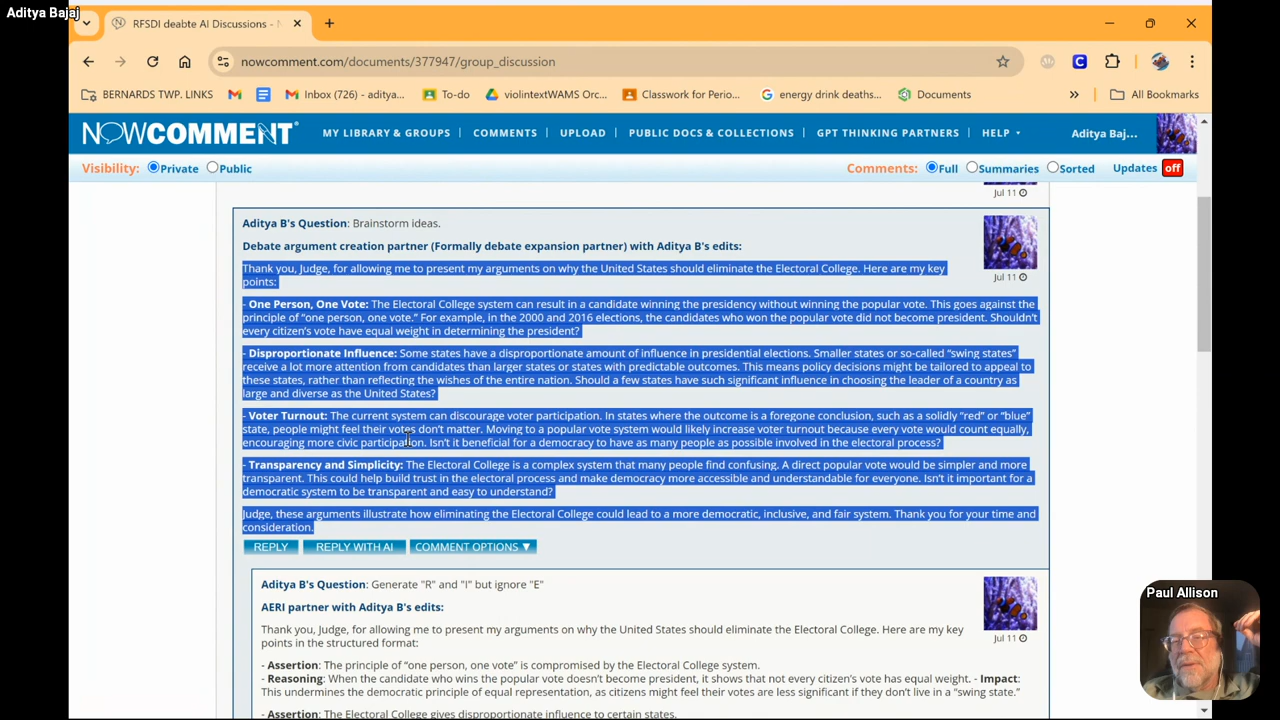 Aditya Bajaj
RFSDI deabte AI Discussions -
nowcomment.com/documents/377947/group_discussion
BERNARDS TWP. LINKS
Inbox (726) - aditya...
To-do
violintextWAMS Orc...
Classwork for Perio...
energy drink deaths...
Documents
»
All Bookmarks
NOWCOMMENT
MY LIBRARY & GROUPS | COMMENTS | UPLOAD | PUBLIC DOCS & COLLECTIONS | GPT THINKING PARTNERS | HELP
Aditya Baj...
Visibility: Private Public
Comments: Full Summaries Sorted
Updates off
Jul 11
Aditya B's Question: Brainstorm ideas.
Debate argument creation partner (Formally debate expansion partner) with Aditya B's edits:
Jul 11
Thank you, Judge, for allowing me to present my arguments on why the United States should eliminate the Electoral College. Here are my key
points:
- One Person, One Vote: The Electoral College system can result in a candidate winning the presidency without winning the popular vote. This goes against the
principle of “one person, one vote.” For example, in the 2000 and 2016 elections, the candidates who won the popular vote did not become president. Shouldn’t
every citizen’s vote have equal weight in determining the president?
- Disproportionate Influence: Some states have a disproportionate amount of influence in presidential elections. Smaller states or so-called “swing states”
receive a lot more attention from candidates than larger states or states with predictable outcomes. This means policy decisions might be tailored to appeal to
these states, rather than reflecting the wishes of the entire nation. Should a few states have such significant influence in choosing the leader of a country as
large and diverse as the United States?
- Voter Turnout: The current system can discourage voter participation. In states where the outcome is a foregone conclusion, such as a solidly “red” or “blue”
state, people might feel their votes don’t matter. Moving to a popular vote system would likely increase voter turnout because every vote would count equally,
encouraging more civic participation. Isn’t it beneficial for a democracy to have as many people as possible involved in the electoral process?
- Transparency and Simplicity: The Electoral College is a complex system that many people find confusing. A direct popular vote would be simpler and more
transparent. This could help build trust in the electoral process and make democracy more accessible and understandable for everyone. Isn’t it important for a
democratic system to be transparent and easy to understand?
Judge, these arguments illustrate how eliminating the Electoral College could lead to a more democratic, inclusive, and fair system. Thank you for your time and
consideration.
REPLY REPLY WITH AI COMMENT OPTIONS ▼
Aditya B's Question: Generate "R" and "I" but ignore "E"
AERI partner with Aditya B's edits:
Jul 11
Thank you, Judge, for allowing me to present my arguments on why the United States should eliminate the Electoral College. Here are my key
points in the structured format:
- Assertion: The principle of “one person, one vote” is compromised by the Electoral College system.
- Reasoning: When the candidate who wins the popular vote doesn’t become president, it shows that not every citizen’s vote has equal weight. - Impact:
This undermines the democratic principle of equal representation, as citizens might feel their votes are less significant if they don’t live in a “swing state.”
- Assertion: The Electoral College gives disproportionate influence to certain states.
Paul Allison